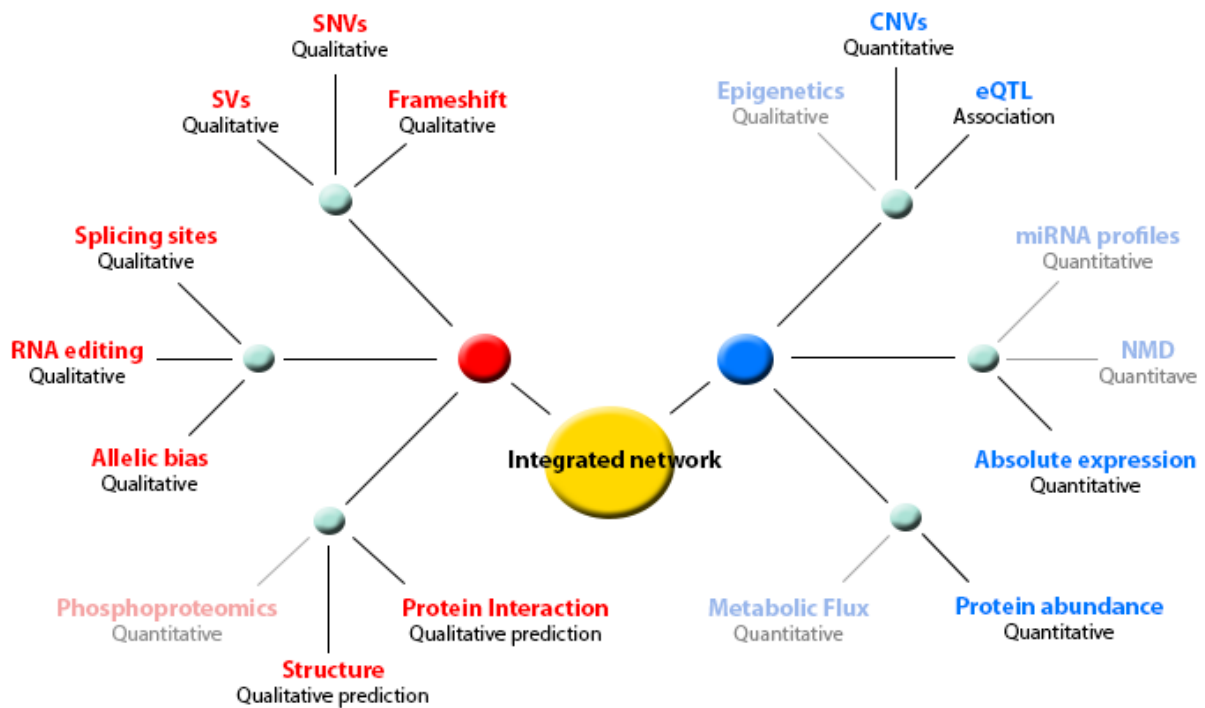 SNVs
Qualitative
SVs
Qualitative
Frameshift
Qualitative
CNVs
Quantitative
Epigenetics
Qualitative
eQTL
Association
Splicing sites
Qualitative
RNA editing
Qualitative
Allelic bias
Qualitative
miRNA profiles
Quantitative
NMD
Quantitave
Absolute expression
Quantitative
Integrated network
Phosphoproteomics
Quantitative
Protein Interaction
Qualitative prediction
Structure
Qualitative prediction
Metabolic Flux
Quantitative
Protein abundance
Quantitative